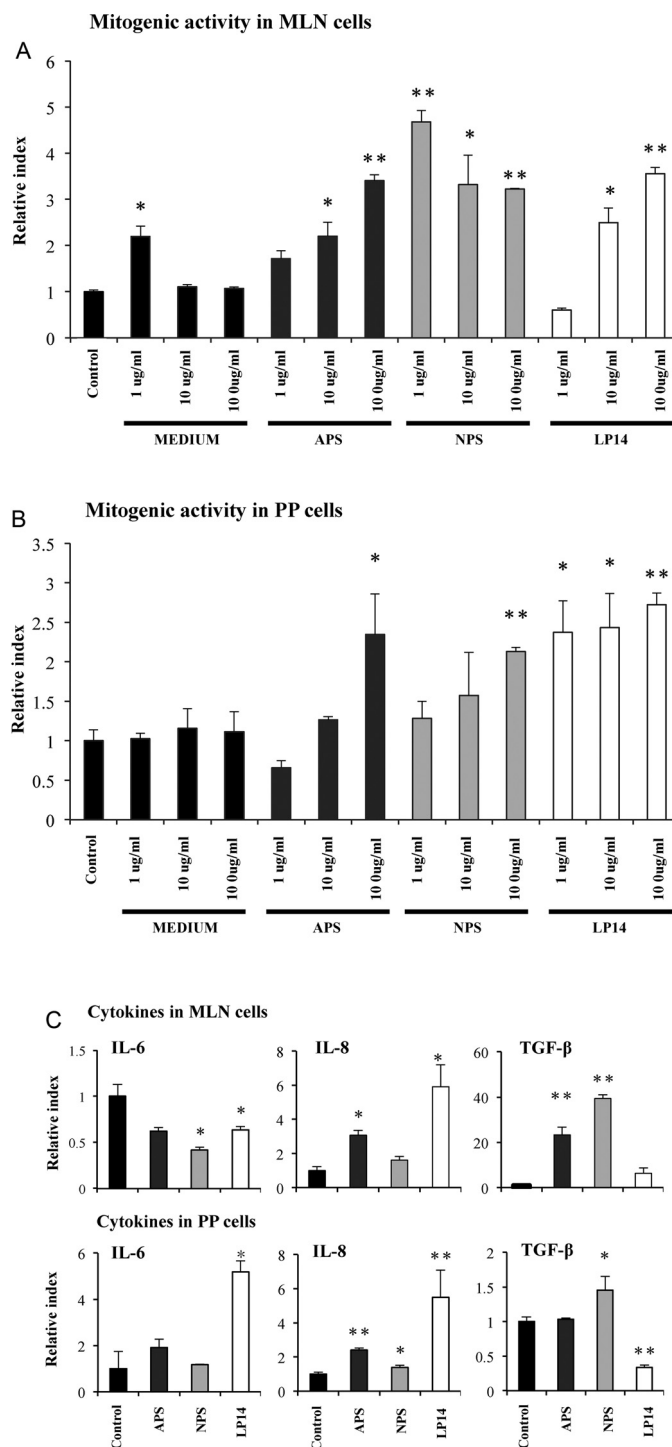 Mitogenic activity in MLN cells
A
Relative index
6
5
4
3
2
1
0
* * ** ** * ** * **
Control
1 ug/ml
10 ug/ml
10 0ug/ml
1 ug/ml
10 ug/ml
10 0ug/ml
1 ug/ml
10 ug/ml
10 0ug/ml
1 ug/ml
10 ug/ml
10 0ug/ml
MEDIUM APS NPS LP14
B
Mitogenic activity in PP cells
Relative index
3.5
3
2.5
2
1.5
1
0.5
0
* ** * * **
Control
1 ug/ml
10 ug/ml
10 0ug/ml
1 ug/ml
10 ug/ml
10 0ug/ml
1 ug/ml
10 ug/ml
10 0ug/ml
1 ug/ml
10 ug/ml
10 0ug/ml
MEDIUM APS NPS LP14
C
Cytokines in MLN cells
IL-6
Relative index
1.5
1
0.5
0
* *
IL-8
8
6
4
2
0
* *
TGF-β
60
40
20
0
** **
Cytokines in PP cells
IL-6
Relative index
6
4
2
0
*
Control
APS
NPS
LP14
IL-8
8
6
4
2
0
** * **
Control
APS
NPS
LP14
TGF-β
2
1.5
1
0.5
0
* **
Control
APS
NPS
LP14